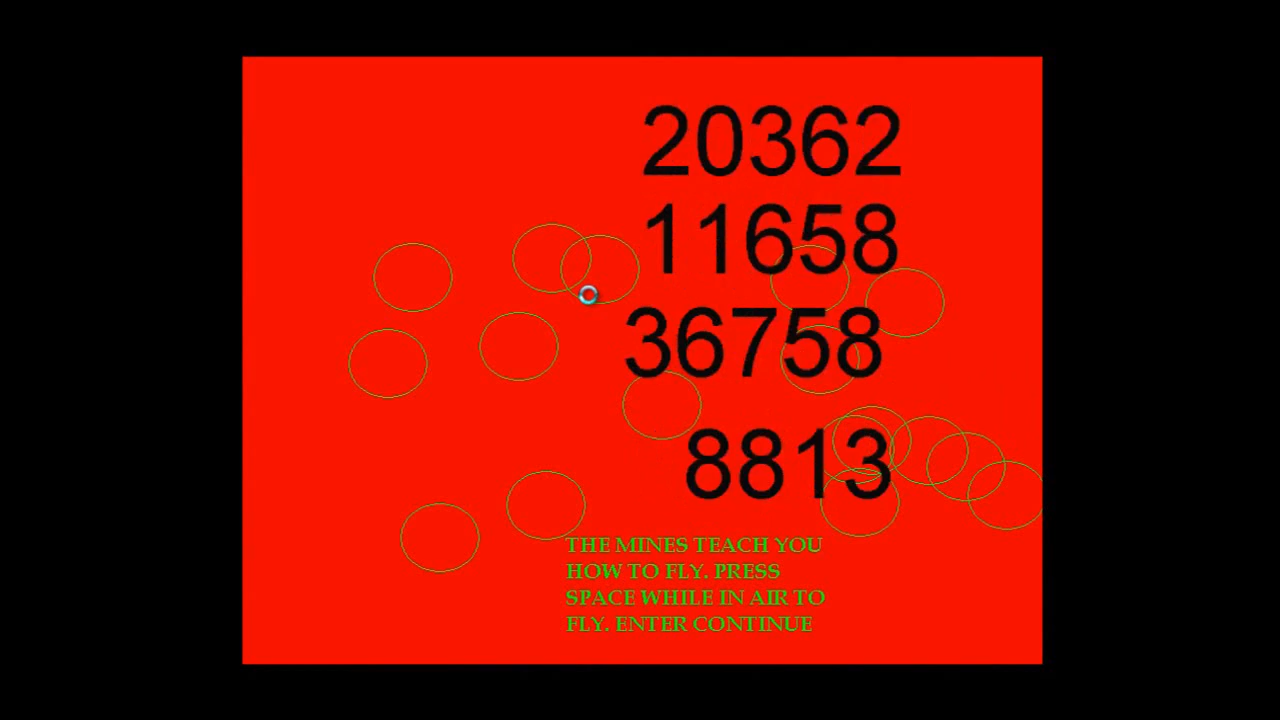 20362
11658
36758
8813
THE MINES TEACH YOU
HOW TO FLY. PRESS
SPACE WHILE IN AIR TO
FLY. ENTER CONTINUE